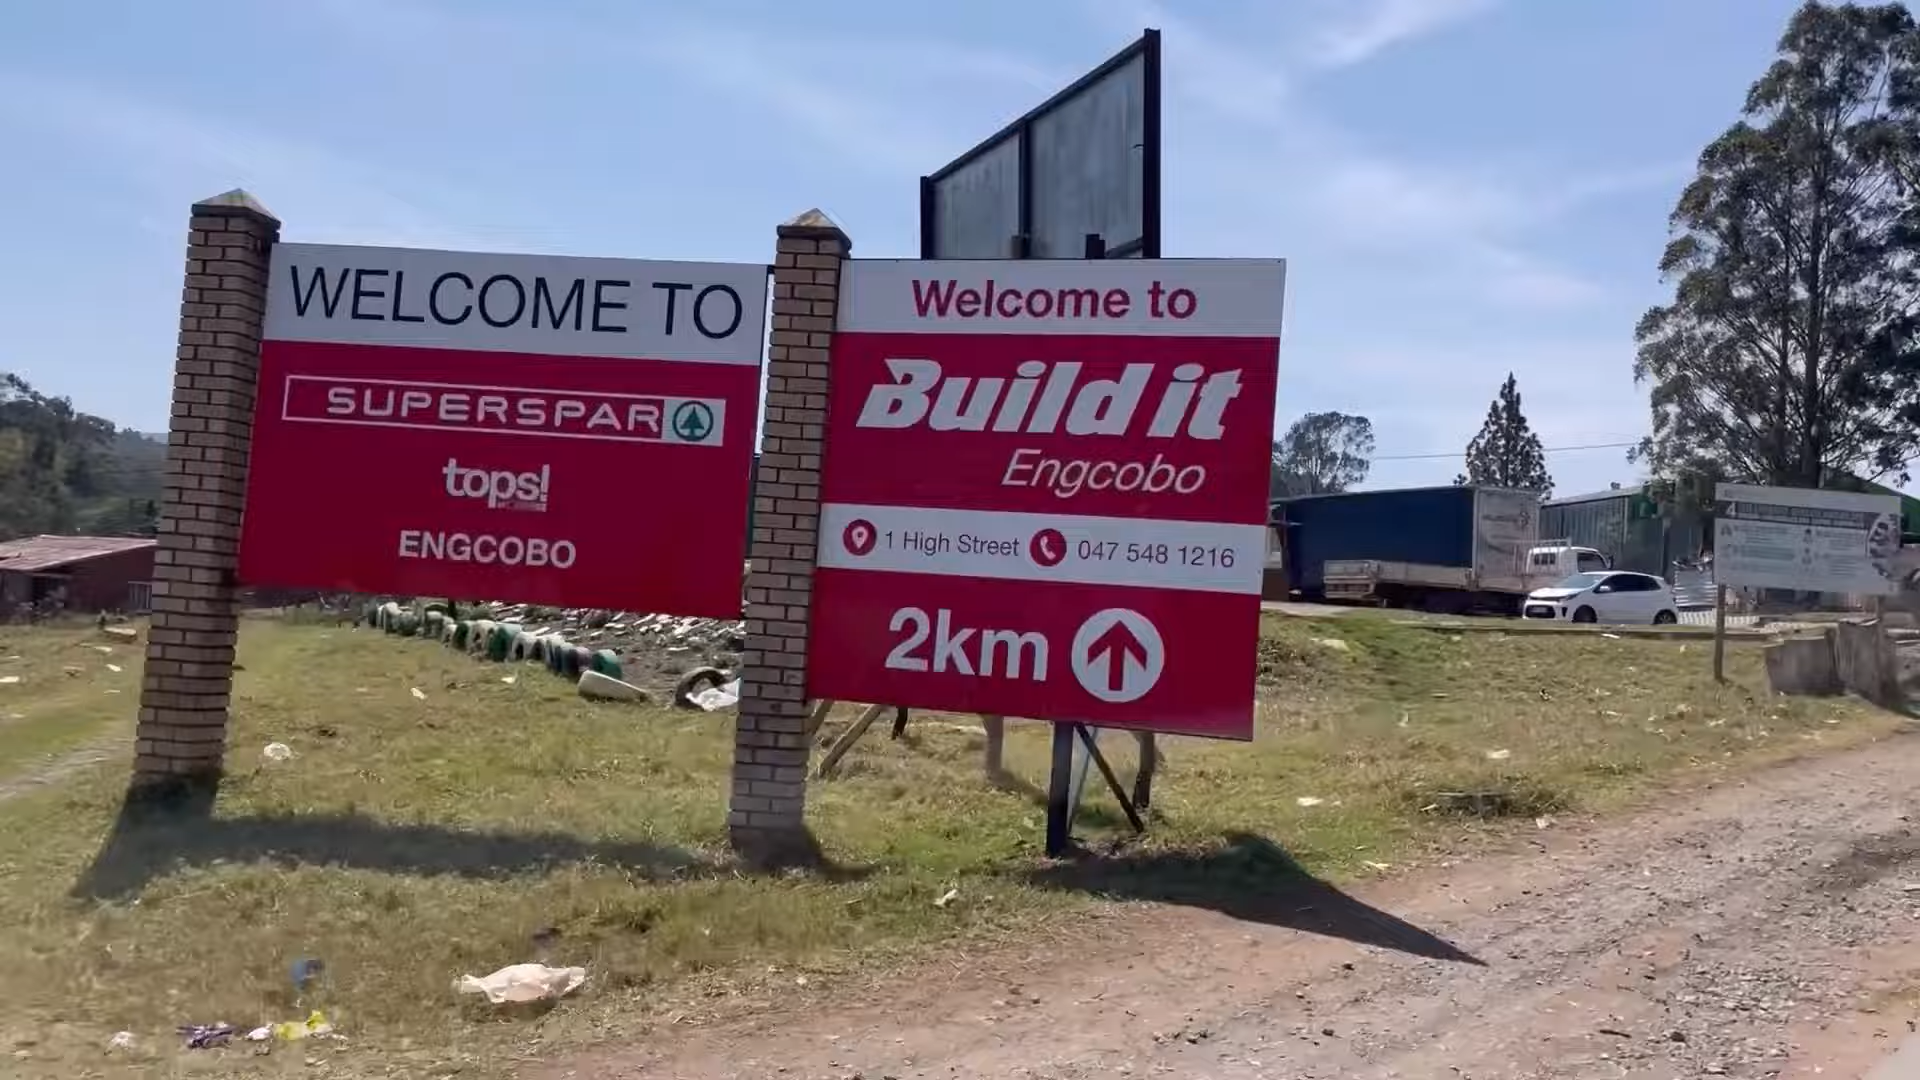 WELCOME TO
SUPERSPAR
tops!
ENGCOBO
Welcome to
Build it
Engcobo
1 High Street 047 548 1216
2km